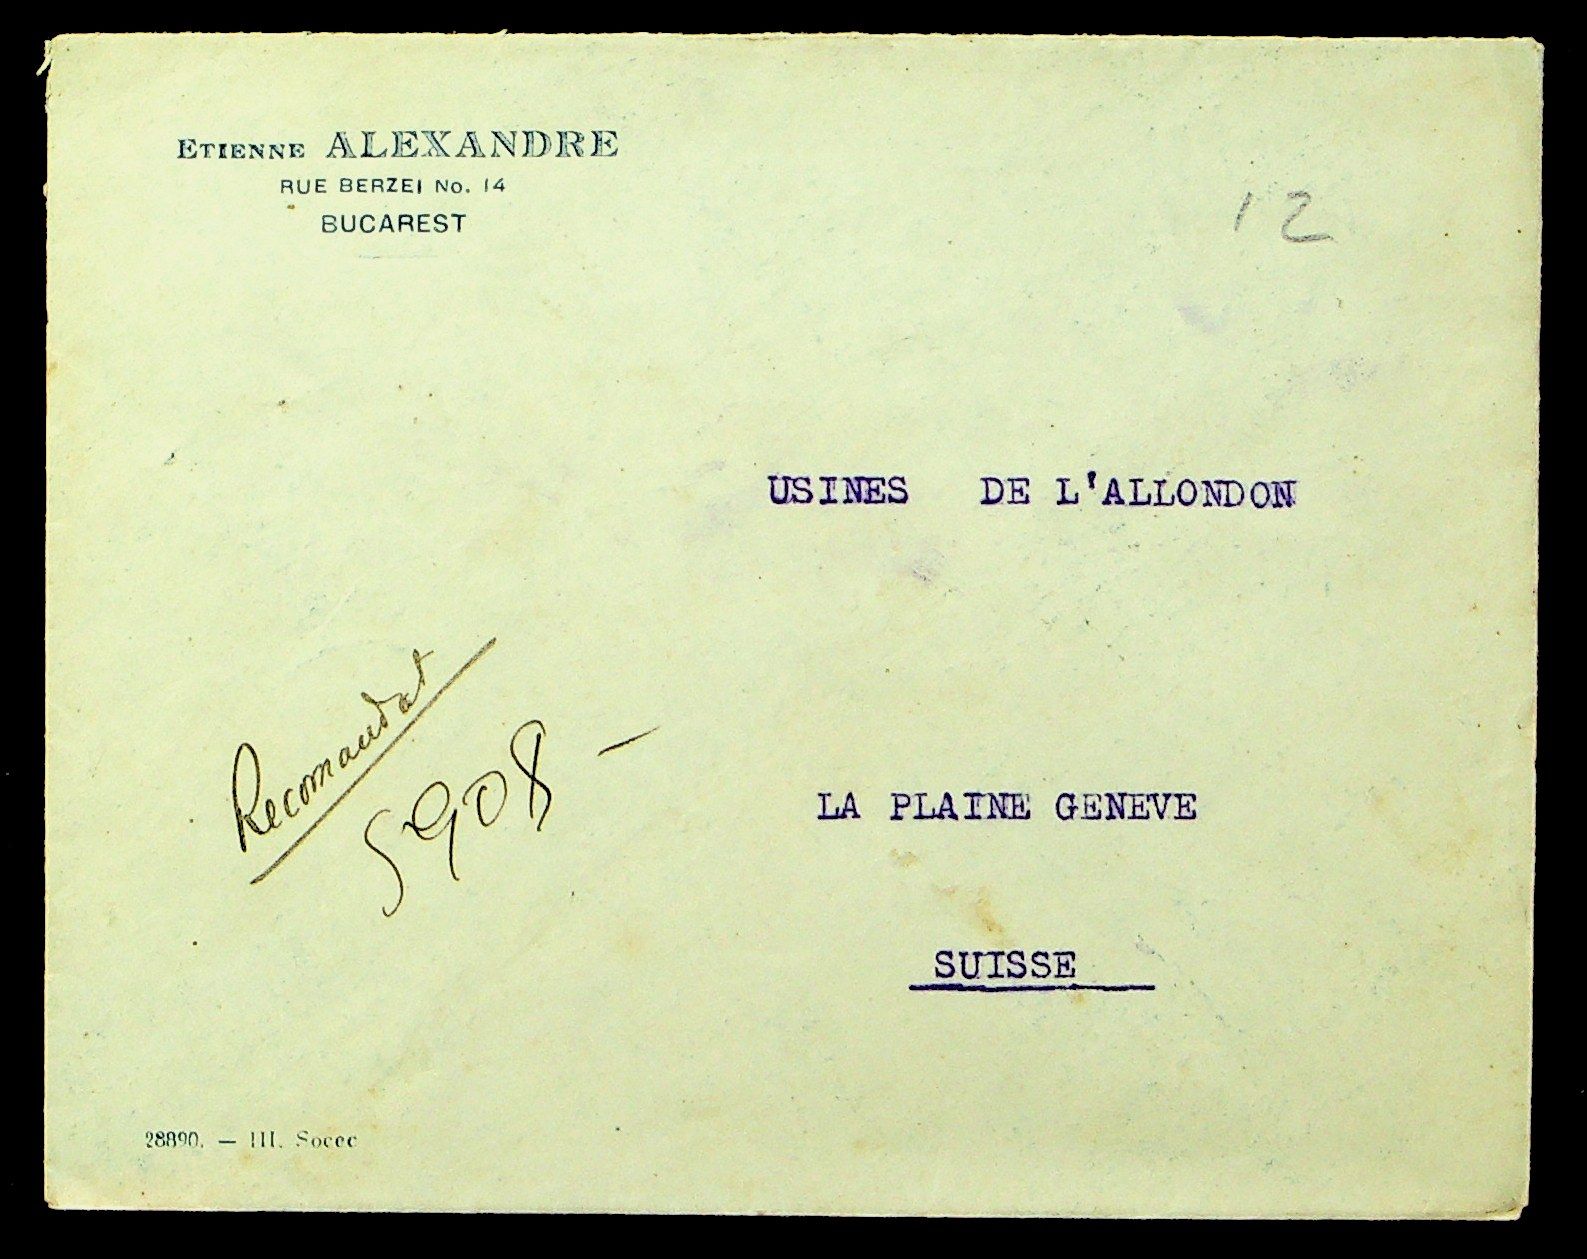 ETIENNE ALEXANDRE
RUE BERZEI No. 14
BUCAREST
12
USINES DE L'ALLONDON
Recomandat
5908 —
LA PLAINE GENEVE
SUISSE
28890. — III. Socec